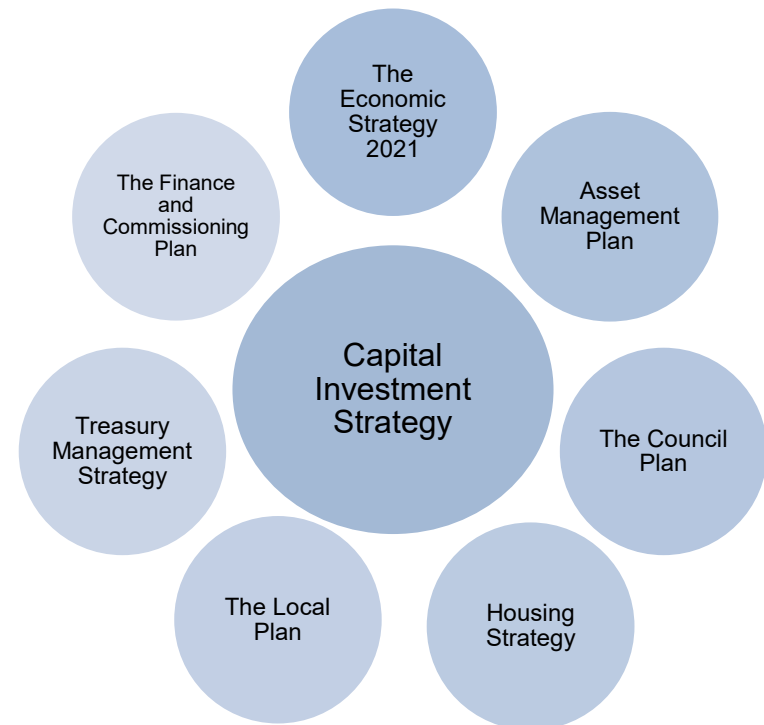 The
Economic
Strategy
2021
Asset
Management
Plan
The Council
Plan
Housing
Strategy
The Local
Plan
Treasury
Management
Strategy
The Finance
and
Commissioning
Plan
Capital
Investment
Strategy